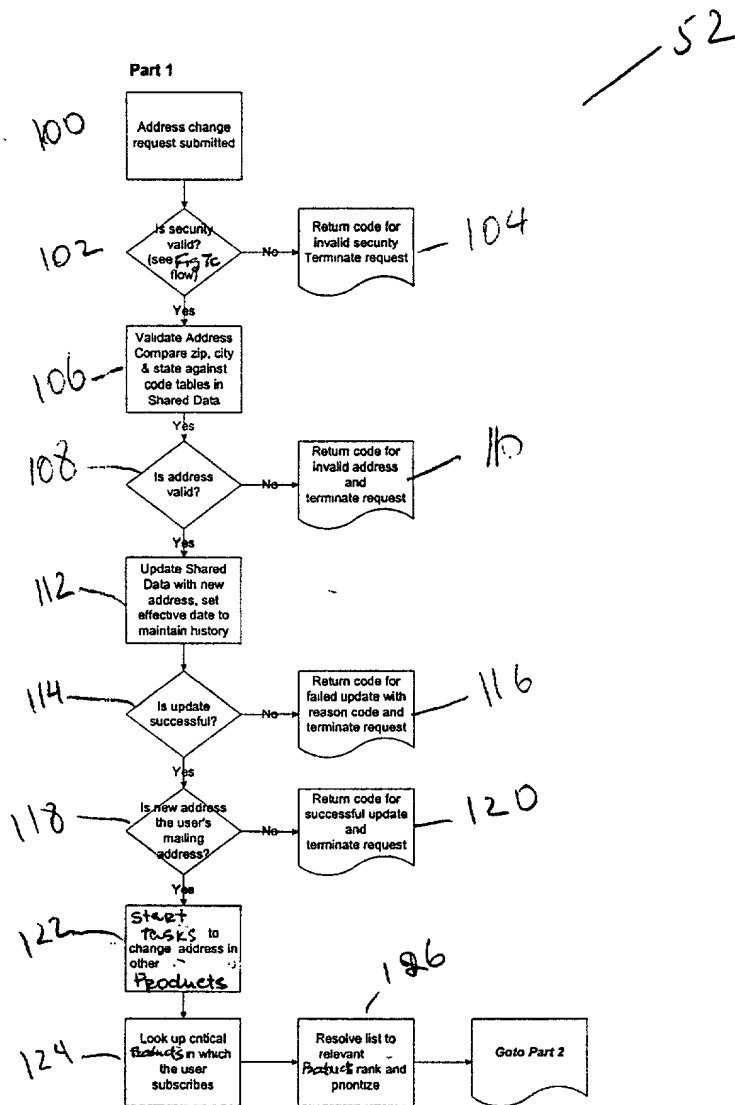 52
Part 1
100
Address change
request submitted
102
Is security
valid?
(see Fig 7c
flow)
No
Return code for
invalid security
Terminate request
104
Yes
106
Validate Address
Compare zip, city
& state against
code tables in
Shared Data
Yes
108
Is address
valid?
No
Return code for
invalid address
and
terminate request
110
Yes
112
Update Shared
Data with new
address, set
effective date to
maintain history
114
Is update
successful?
No
Return code for
failed update with
reason code and
terminate request
116
Yes
118
Is new address
the user's
mailing
address?
No
Return code for
successful update
and
terminate request
120
Yes
122
Start
Tasks to
change address in
other
Products
126
124
Look up critical
Products in which
the user
subscribes
Resolve list to
relevant
Products rank and
prioritize
Goto Part 2